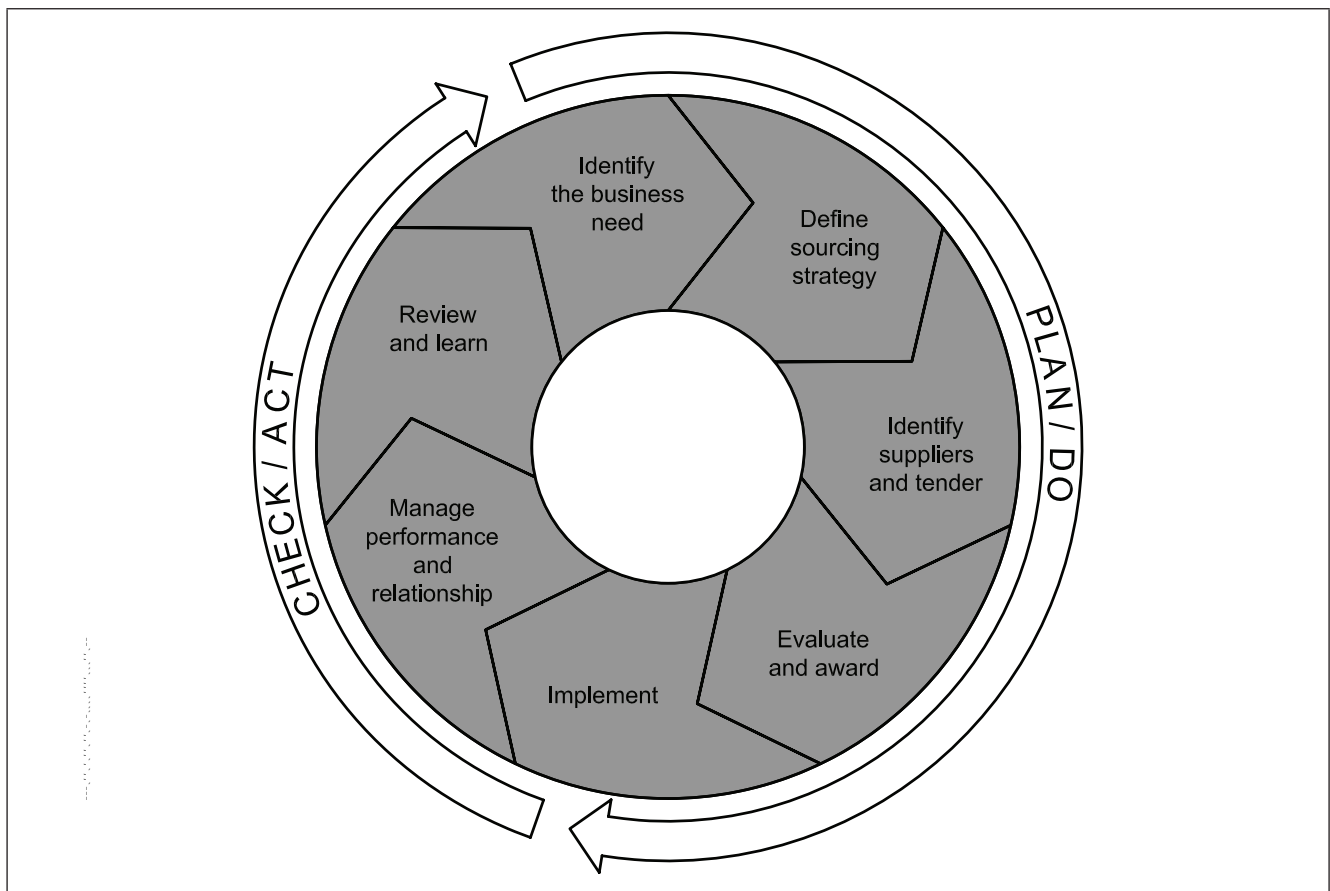 Identify
the business
need
Define
sourcing
strategy
Identify
suppliers
and tender
Evaluate
and award
Implement
Manage
performance
and
relationship
Review
and learn
PLAN / DO
CHECK / ACT